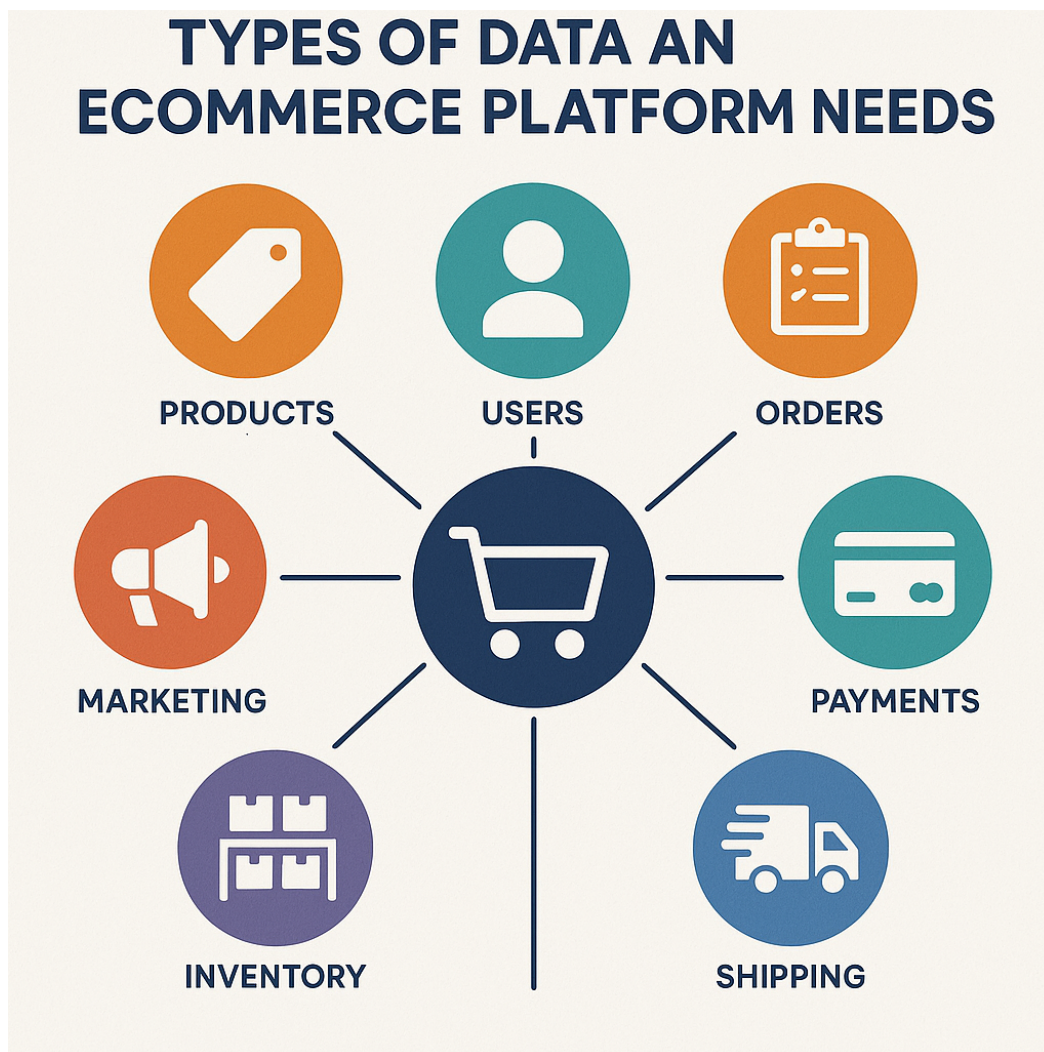 TYPES OF DATA AN
ECOMMERCE PLATFORM NEEDS
PRODUCTS
USERS
ORDERS
MARKETING
PAYMENTS
INVENTORY
SHIPPING